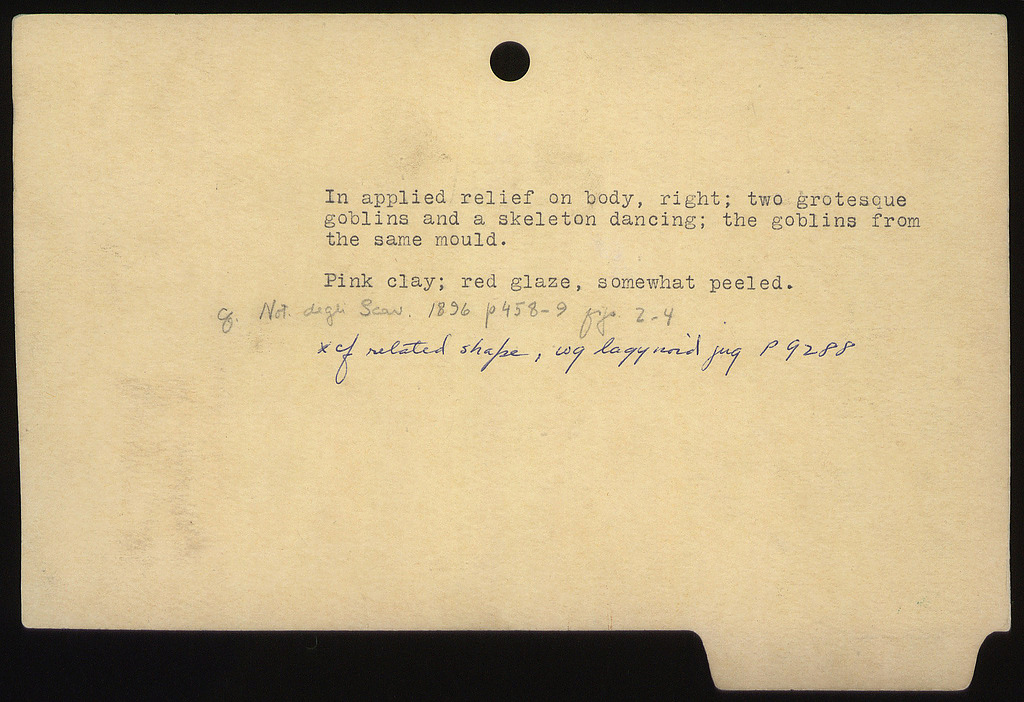 In applied relief on body, right; two grotesque
goblins and a skeleton dancing; the goblins from
the same mould.
Pink clay; red glaze, somewhat peeled.
cf. Not. degli Scav. 1896 p458-9 figs. 2-4
x cf related shape, wg lagynoid jug P 9288